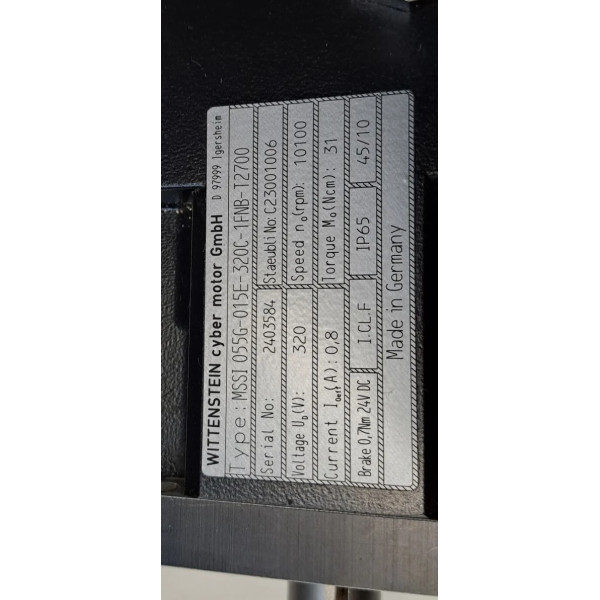 WITTENSTEIN cyber motor GmbH D 97999 Igersheim
Type: MSSI 055G-015E-320C-1FNB-T2700
Serial No: 2403584 Staeubli No: C23001006
Voltage U₀(V): 320 Speed n₀(rpm): 10100
Current I₀eff(A): 0,8 Torque M₀(Ncm): 31
Brake 0,7Nm 24V DC I.CL.F IP65 45/10
Made in Germany